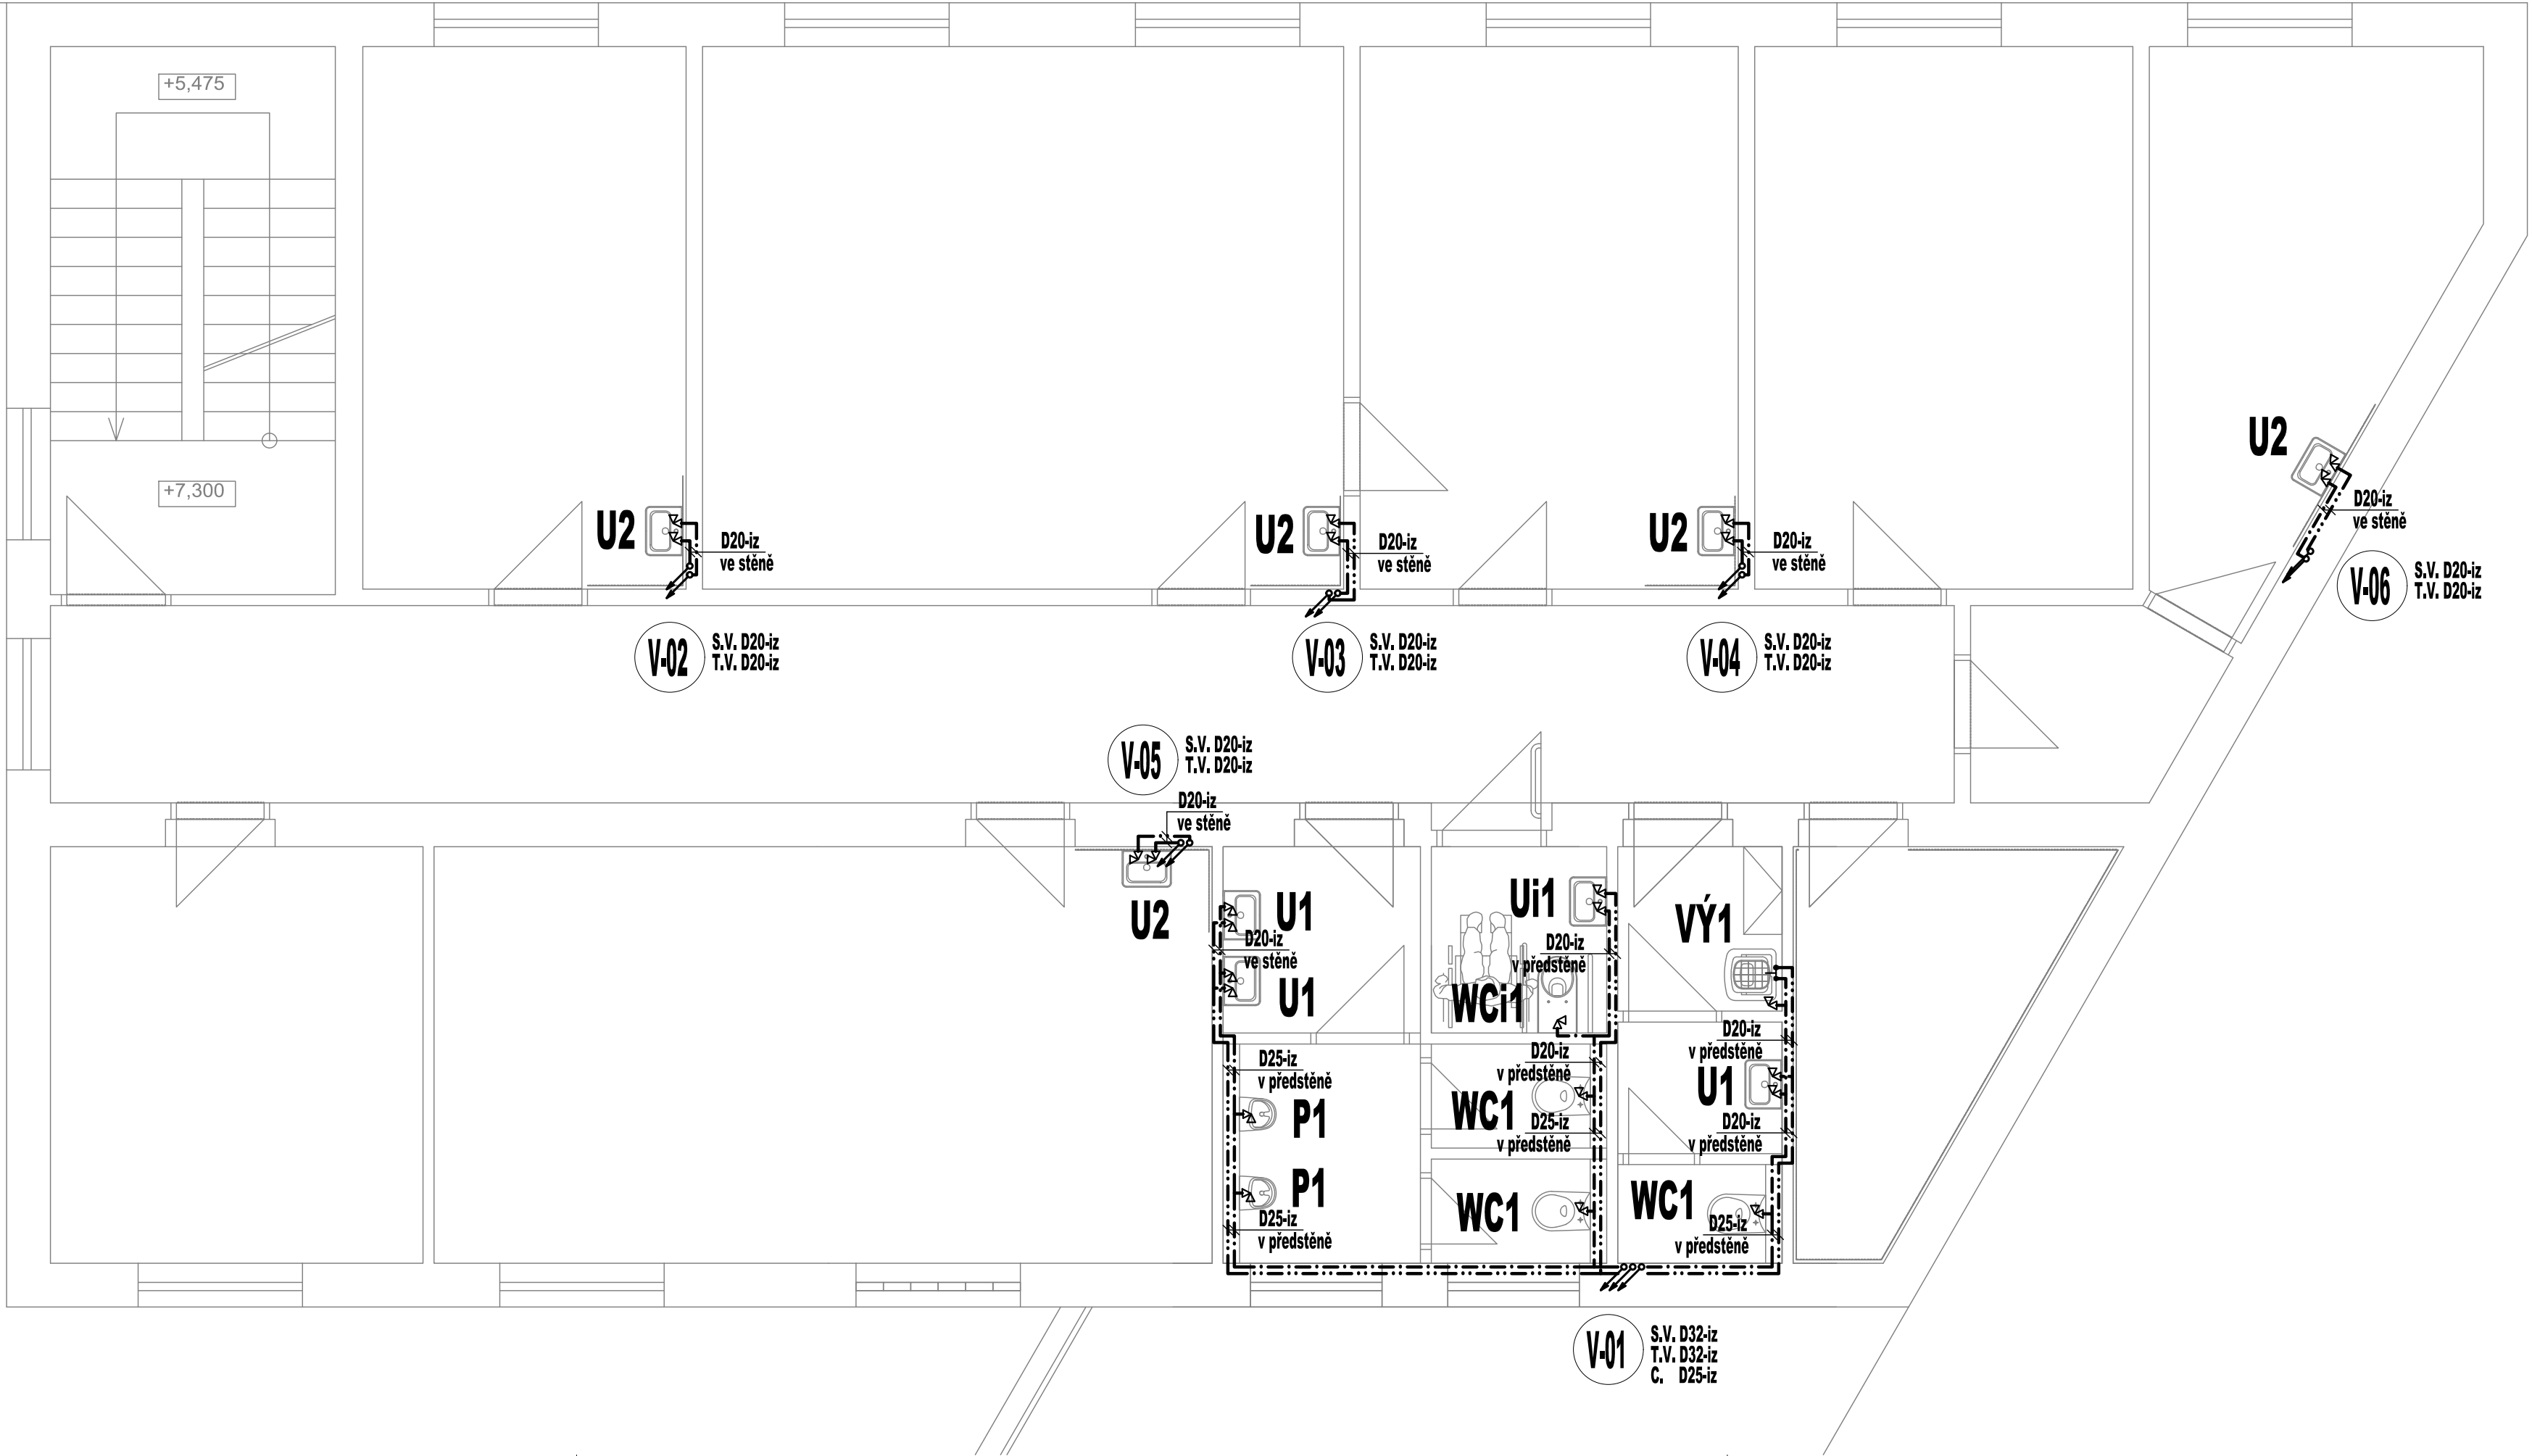 +5,475
+7,300
U2
D20-iz
ve stěně
V-02
S.V. D20-iz
T.V. D20-iz
U2
D20-iz
ve stěně
V-03
S.V. D20-iz
T.V. D20-iz
U2
D20-iz
ve stěně
V-04
S.V. D20-iz
T.V. D20-iz
U2
D20-iz
ve stěně
V-06
S.V. D20-iz
T.V. D20-iz
V-05
S.V. D20-iz
T.V. D20-iz
D20-iz
ve stěně
U2
U1
D20-iz
ve stěně
U1
D25-iz
v předstěně
P1
P1
D25-iz
v předstěně
Ui1
D20-iz
v předstěně
WCi1
D20-iz
v předstěně
WC1
D25-iz
v předstěně
WC1
VÝ1
D20-iz
v předstěně
U1
D20-iz
v předstěně
WC1
D25-iz
v předstěně
V-01
S.V. D32-iz
T.V. D32-iz
C. D25-iz